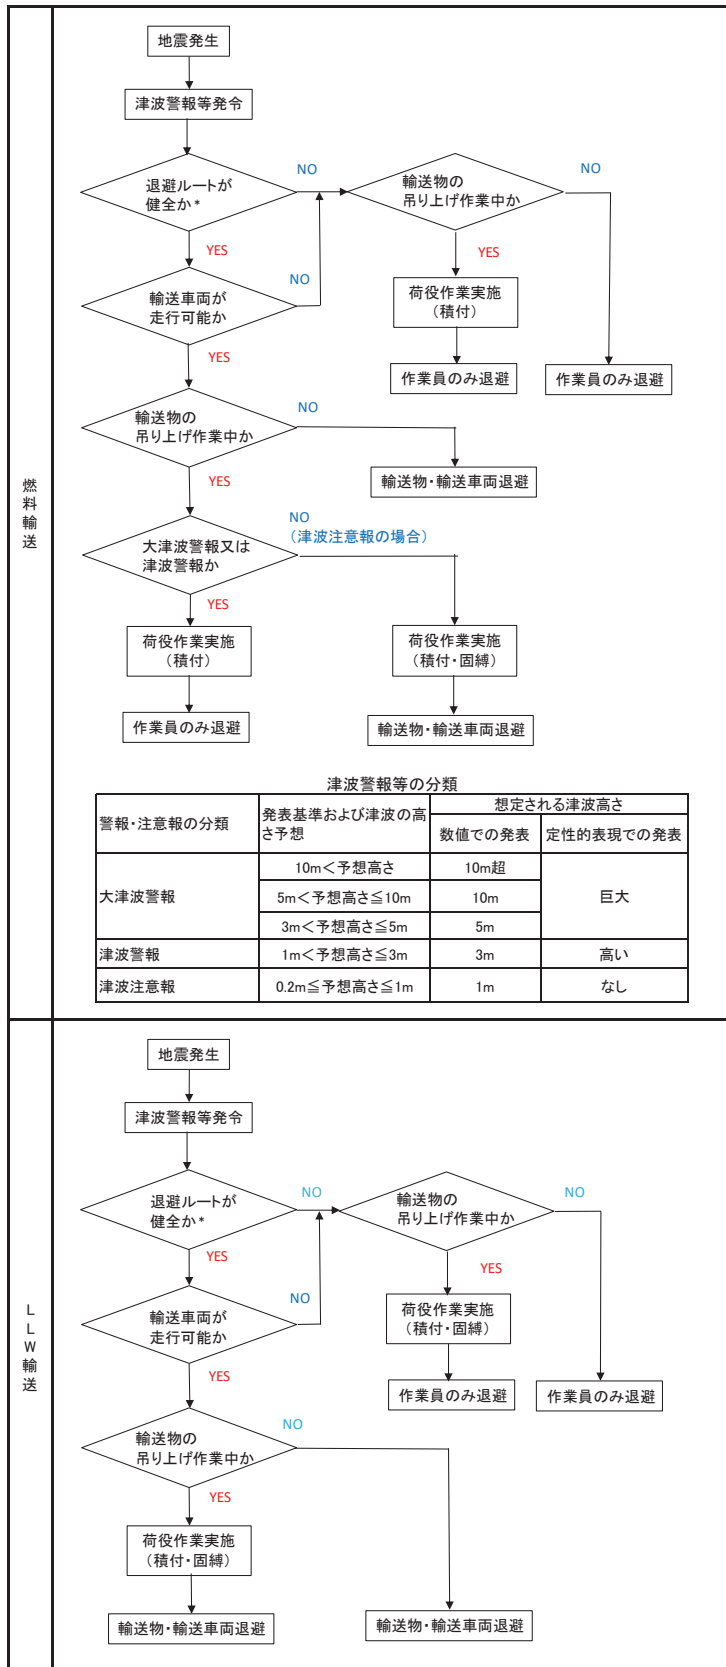 燃料輸送
地震発生
津波警報等発令
退避ルートが
健全か*
NO
輸送物の
吊り上げ作業中か
NO
YES
YES
輸送車両が
走行可能か
NO
荷役作業実施
(積付)
YES
作業員のみ退避
作業員のみ退避
輸送物の
吊り上げ作業中か
NO
輸送物・輸送車両退避
YES
大津波警報又は
津波警報か
NO
(津波注意報の場合)
YES
荷役作業実施
(積付)
荷役作業実施
(積付・固縛)
作業員のみ退避
輸送物・輸送車両退避
津波警報等の分類
警報・注意報の分類
発表基準および津波の高
さ予想
想定される津波高さ
数値での発表
定性的表現での発表
大津波警報
10m<予想高さ
10m超
巨大
5m<予想高さ≦10m
10m
3m<予想高さ≦5m
5m
津波警報
1m<予想高さ≦3m
3m
高い
津波注意報
0.2m≦予想高さ≦1m
1m
なし
LLW輸送
地震発生
津波警報等発令
退避ルートが
健全か*
NO
輸送物の
吊り上げ作業中か
NO
YES
YES
輸送車両が
走行可能か
NO
荷役作業実施
(積付・固縛)
YES
作業員のみ退避
作業員のみ退避
輸送物の
吊り上げ作業中か
NO
YES
荷役作業実施
(積付・固縛)
輸送物・輸送車両退避
輸送物・輸送車両退避